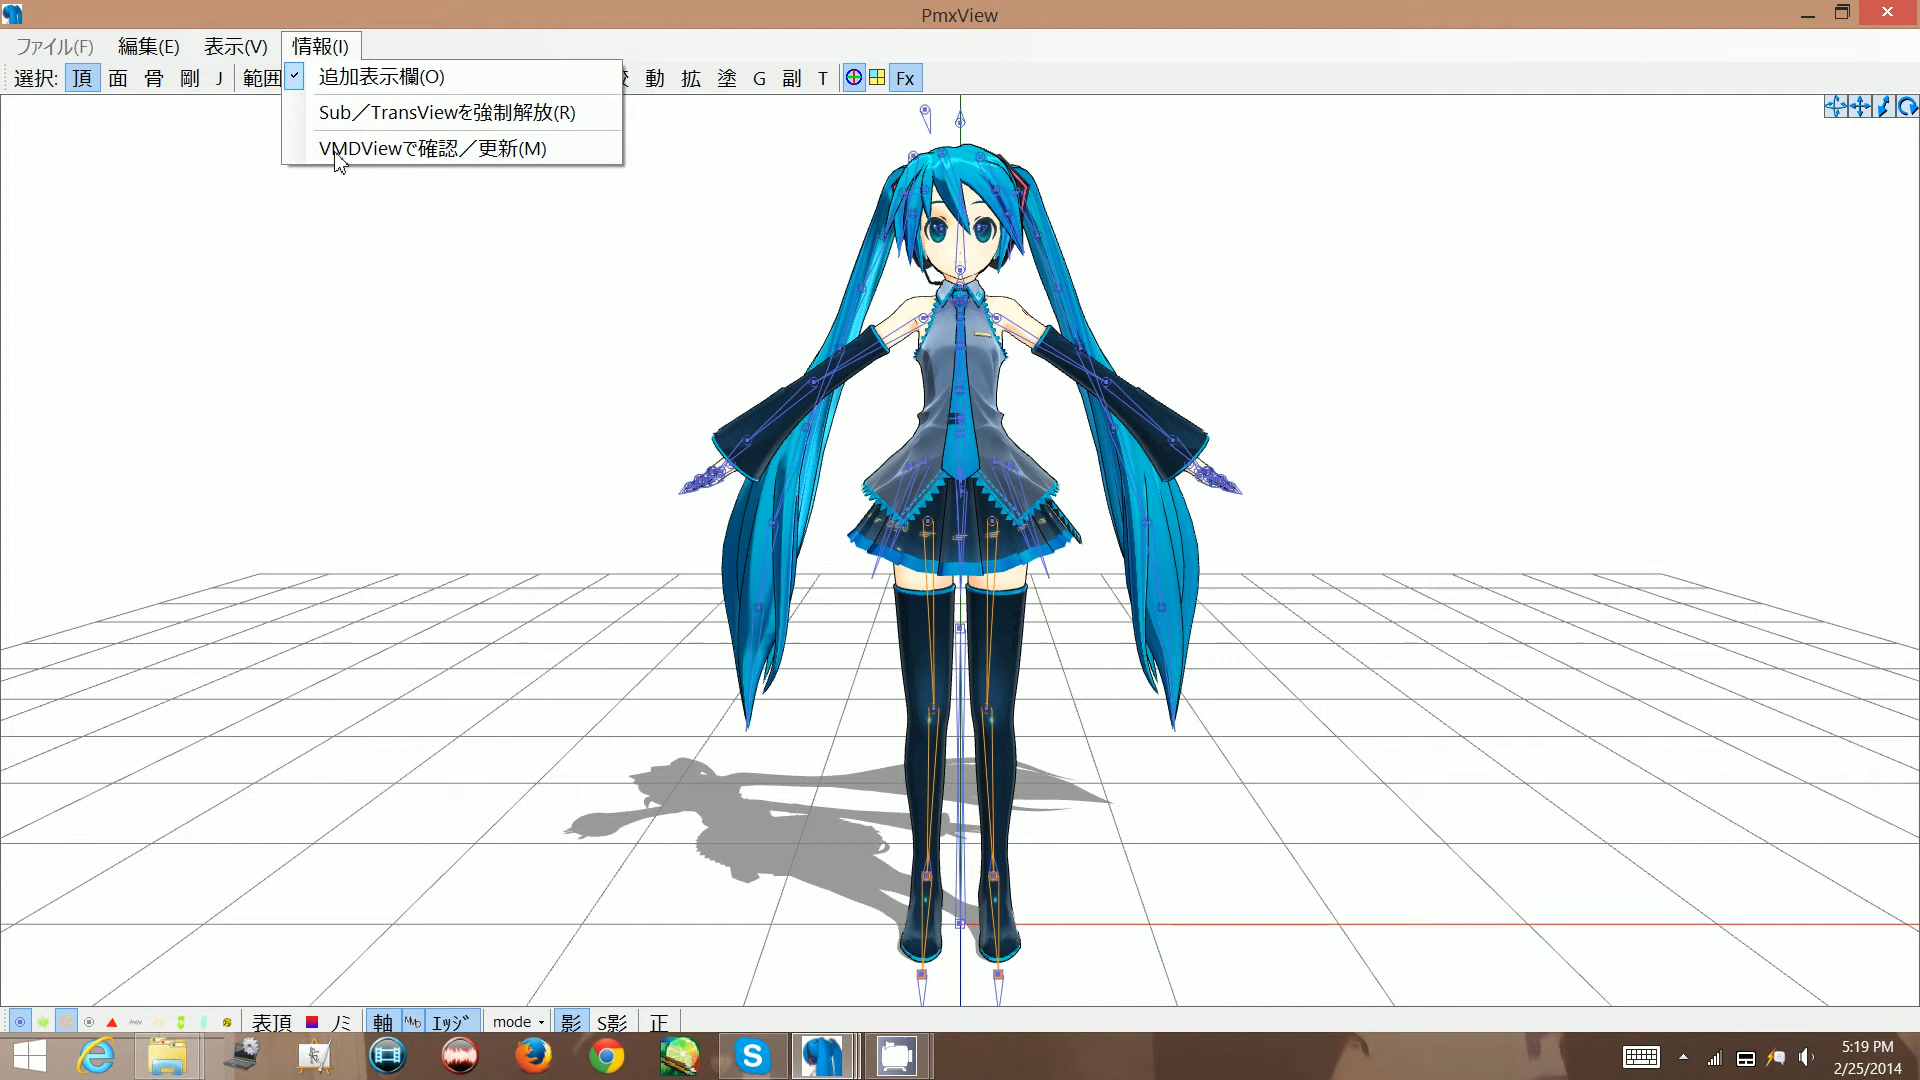 PmxView
ファイル(F) 編集(E) 表示(V) 情報(I)
選択: 頂 面 骨 剛 J 範囲 動 拡 塗 G 副 T Fx
追加表示欄(O)
Sub／TransViewを強制解放(R)
VMDViewで確認／更新(M)
表頂 軸 ｴｯｼﾞ mode 影 S影 正
5:19 PM
2/25/2014